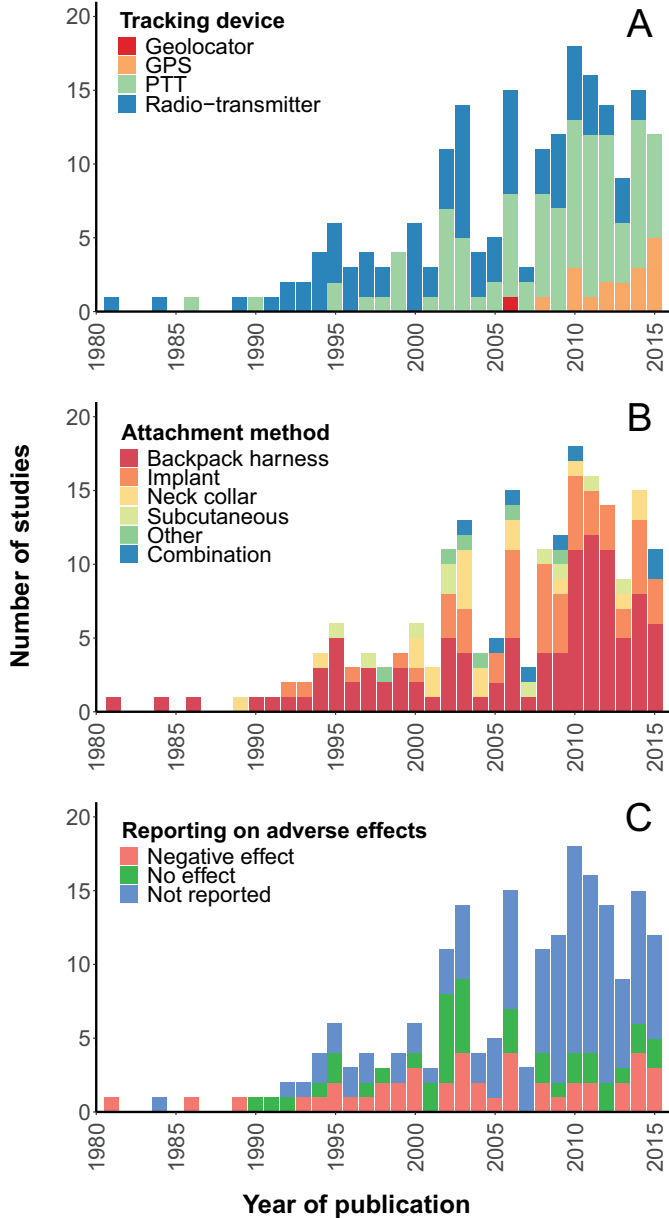 A
Tracking device
Geolocator
GPS
PTT
Radio−transmitter
20
15
10
5
0
1980
1985
1990
1995
2000
2005
2010
2015
B
Attachment method
Backpack harness
Implant
Neck collar
Subcutaneous
Other
Combination
20
15
10
5
0
1980
1985
1990
1995
2000
2005
2010
2015
Number of studies
C
Reporting on adverse effects
Negative effect
No effect
Not reported
20
15
10
5
0
1980
1985
1990
1995
2000
2005
2010
2015
Year of publication